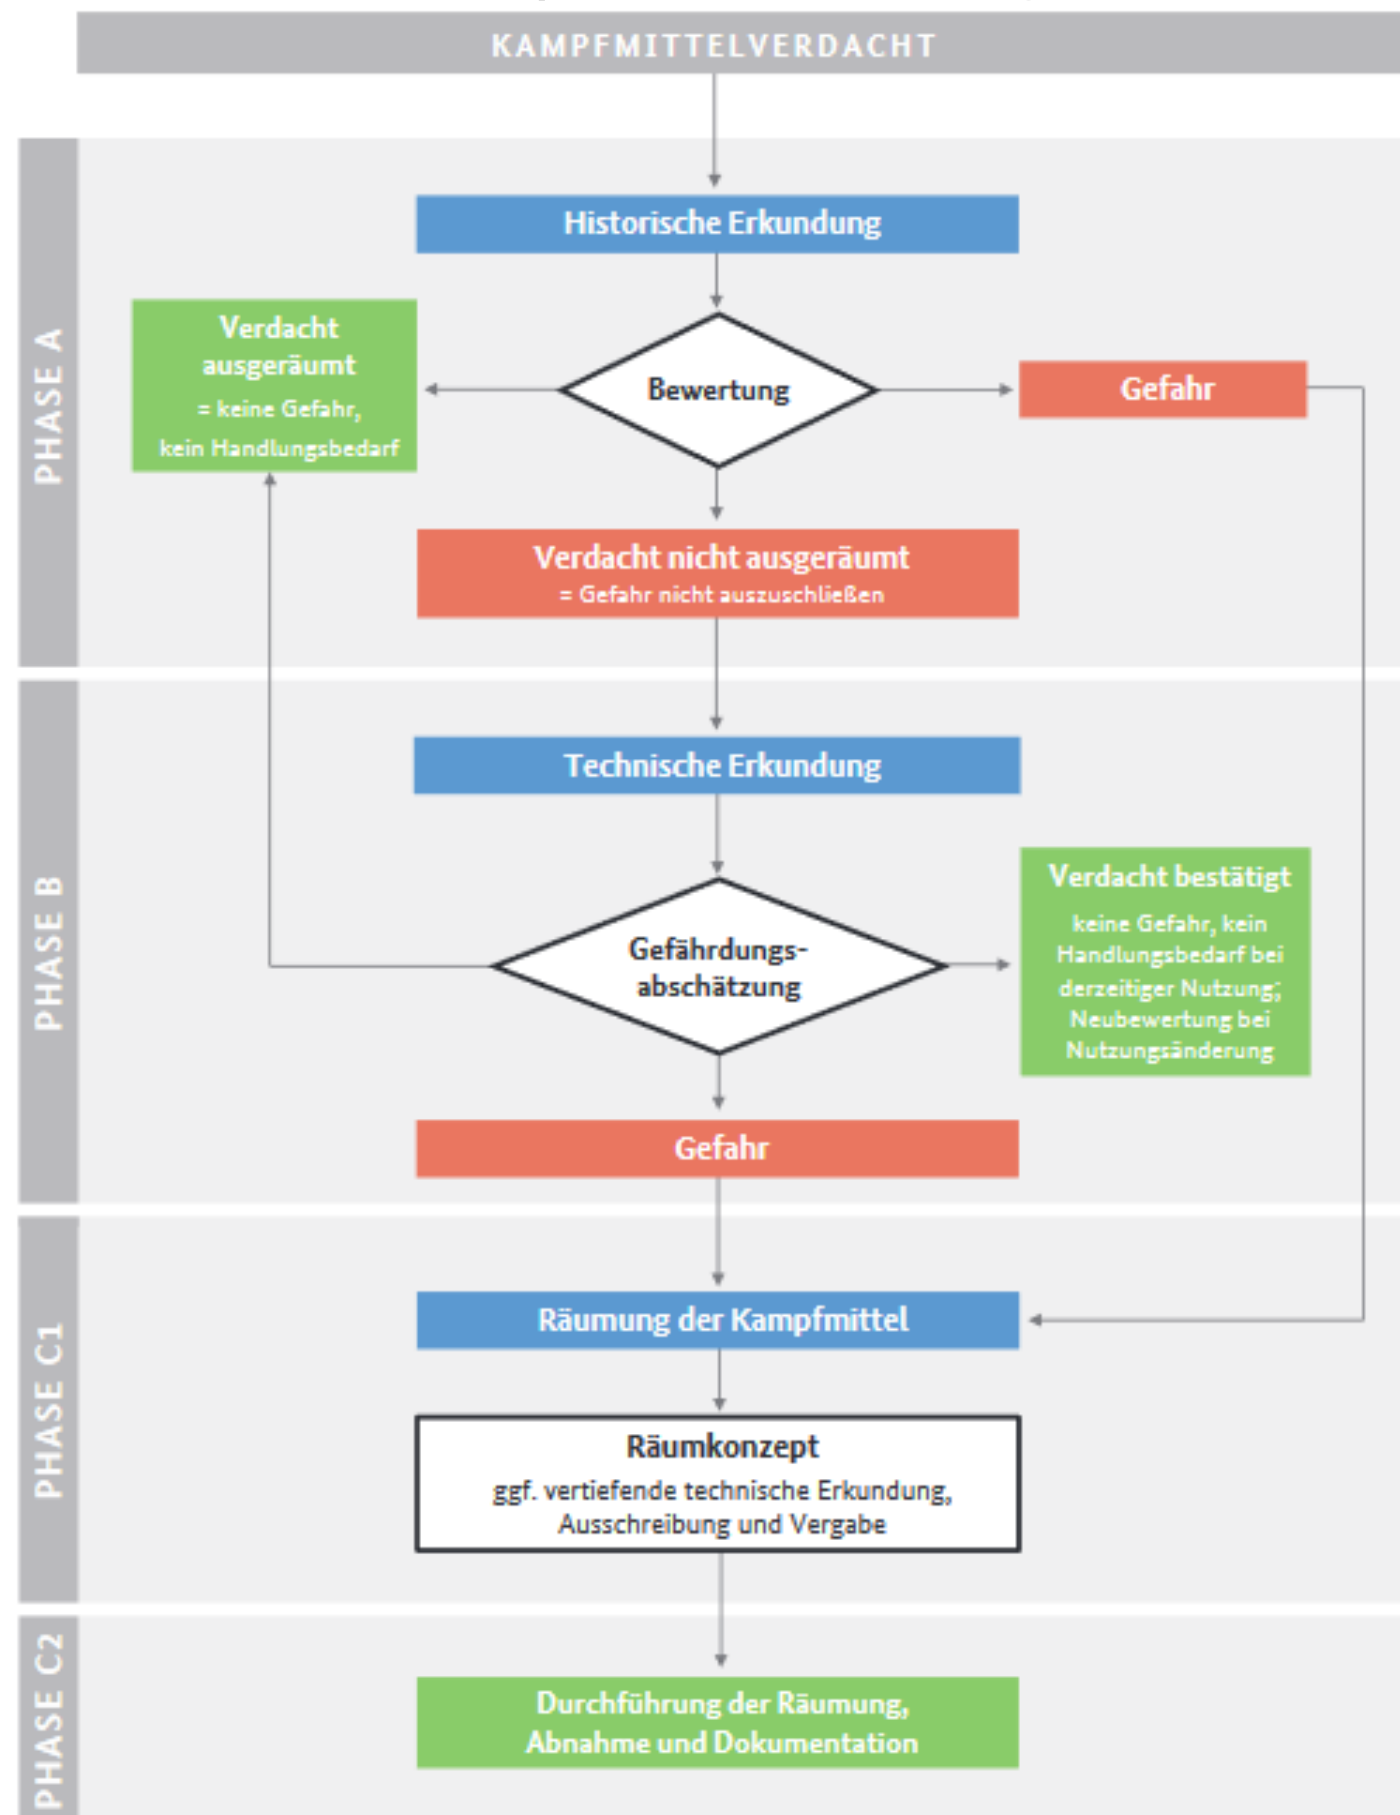 KAMPFMITTELVERDACHT
PHASE A
Historische Erkundung
Verdacht
ausgeräumt
= keine Gefahr,
kein Handlungsbedarf
Bewertung
Gefahr
Verdacht nicht ausgeräumt
= Gefahr nicht auszuschließen
PHASE B
Technische Erkundung
Gefährdungs-
abschätzung
Verdacht bestätigt
keine Gefahr, kein
Handlungsbedarf bei
derzeitiger Nutzung;
Neubewertung bei
Nutzungsänderung
Gefahr
PHASE C1
Räumung der Kampfmittel
Räumkonzept
ggf. vertiefende technische Erkundung,
Ausschreibung und Vergabe
PHASE C2
Durchführung der Räumung,
Abnahme und Dokumentation